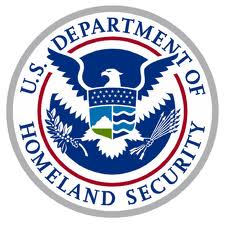 U.S. DEPARTMENT OF
HOMELAND SECURITY